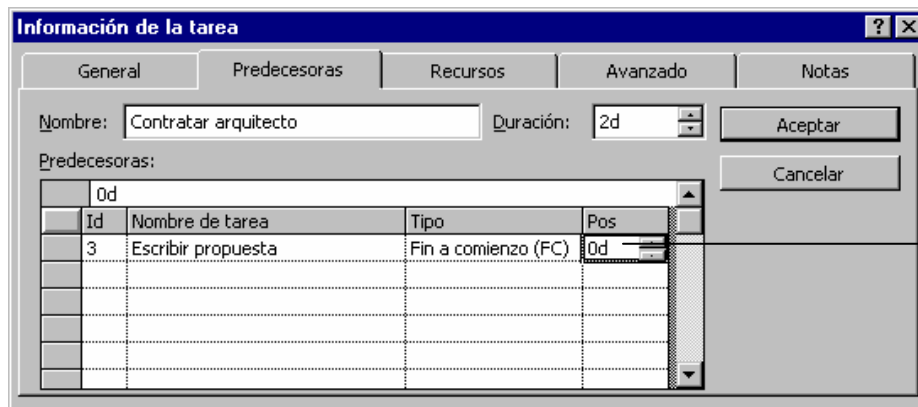 Información de la tarea
General Predecesoras Recursos Avanzado Notas
Nombre: Contratar arquitecto Duración: 2d Aceptar
Predecesoras: Cancelar
0d
Id Nombre de tarea Tipo Pos
3 Escribir propuesta Fin a comienzo (FC) 0d